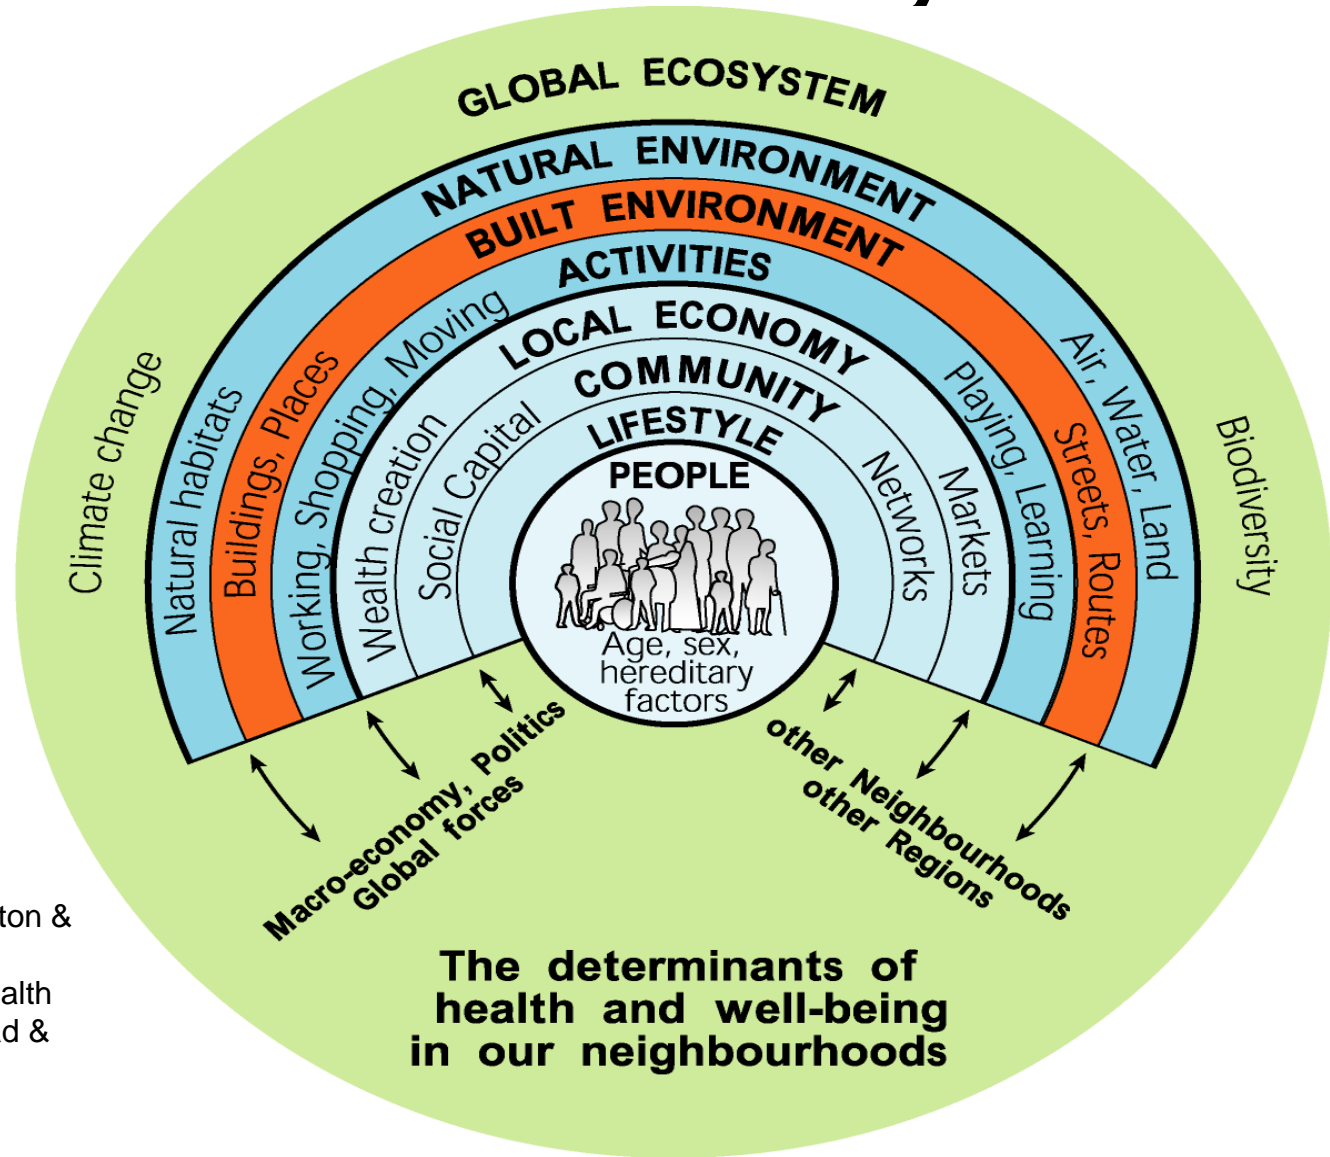 GLOBAL ECOSYSTEM
NATURAL ENVIRONMENT
BUILT ENVIRONMENT
ACTIVITIES
LOCAL ECONOMY
COMMUNITY
LIFESTYLE
PEOPLE
Age, sex,
hereditary
factors
Climate change
Natural habitats
Buildings, Places
Working, Shopping, Moving
Wealth creation
Social Capital
Networks
Markets
Playing, Learning
Streets, Routes
Air, Water, Land
Biodiversity
Macro-economy, Politics
Global forces
other Neighbourhoods
other Regions
ton &
alth
d &
The determinants of
health and well-being
in our neighbourhoods